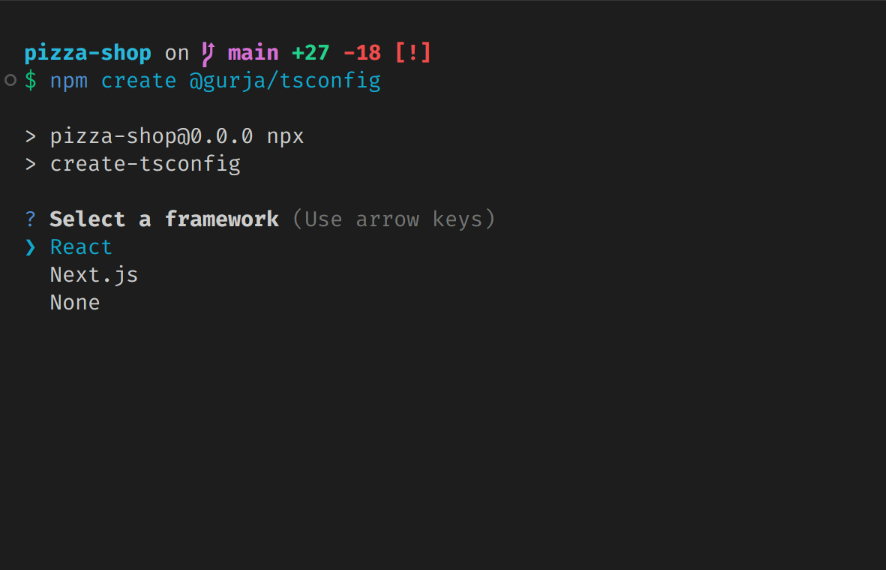 pizza-shop on main +27 -18 [!]
$ npm create @gurja/tsconfig
> pizza-shop@0.0.0 npx
> create-tsconfig
? Select a framework (Use arrow keys)
❯ React
Next.js
None